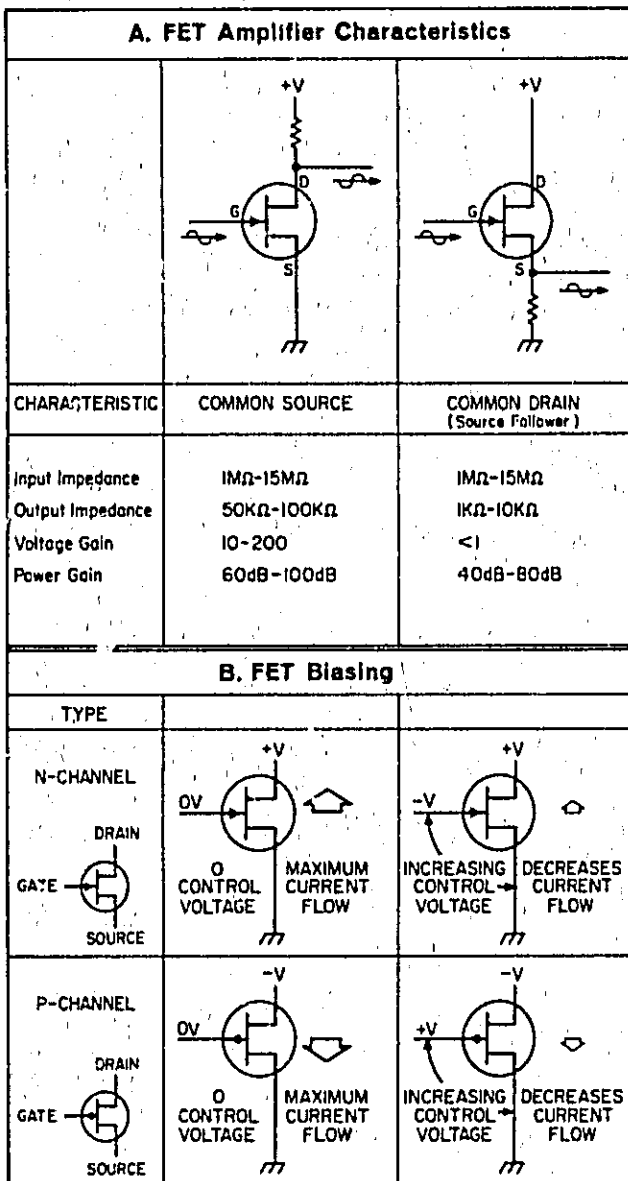 A. FET Amplifier Characteristics
+V
D
G
S
+V
D
G
S
CHARACTERISTIC
COMMON SOURCE
COMMON DRAIN
(Source Follower)
Input Impedance
1MΩ-15MΩ
1MΩ-15MΩ
Output Impedance
50KΩ-100KΩ
1KΩ-10KΩ
Voltage Gain
10-200
<1
Power Gain
60dB-100dB
40dB-80dB
B. FET Biasing
TYPE
N-CHANNEL
DRAIN
GATE
SOURCE
+V
0V
0
CONTROL
VOLTAGE
MAXIMUM
CURRENT
FLOW
+V
-V
INCREASING
CONTROL
VOLTAGE
DECREASES
CURRENT
FLOW
P-CHANNEL
DRAIN
GATE
SOURCE
-V
0V
0
CONTROL
VOLTAGE
MAXIMUM
CURRENT
FLOW
-V
+V
INCREASING
CONTROL
VOLTAGE
DECREASES
CURRENT
FLOW